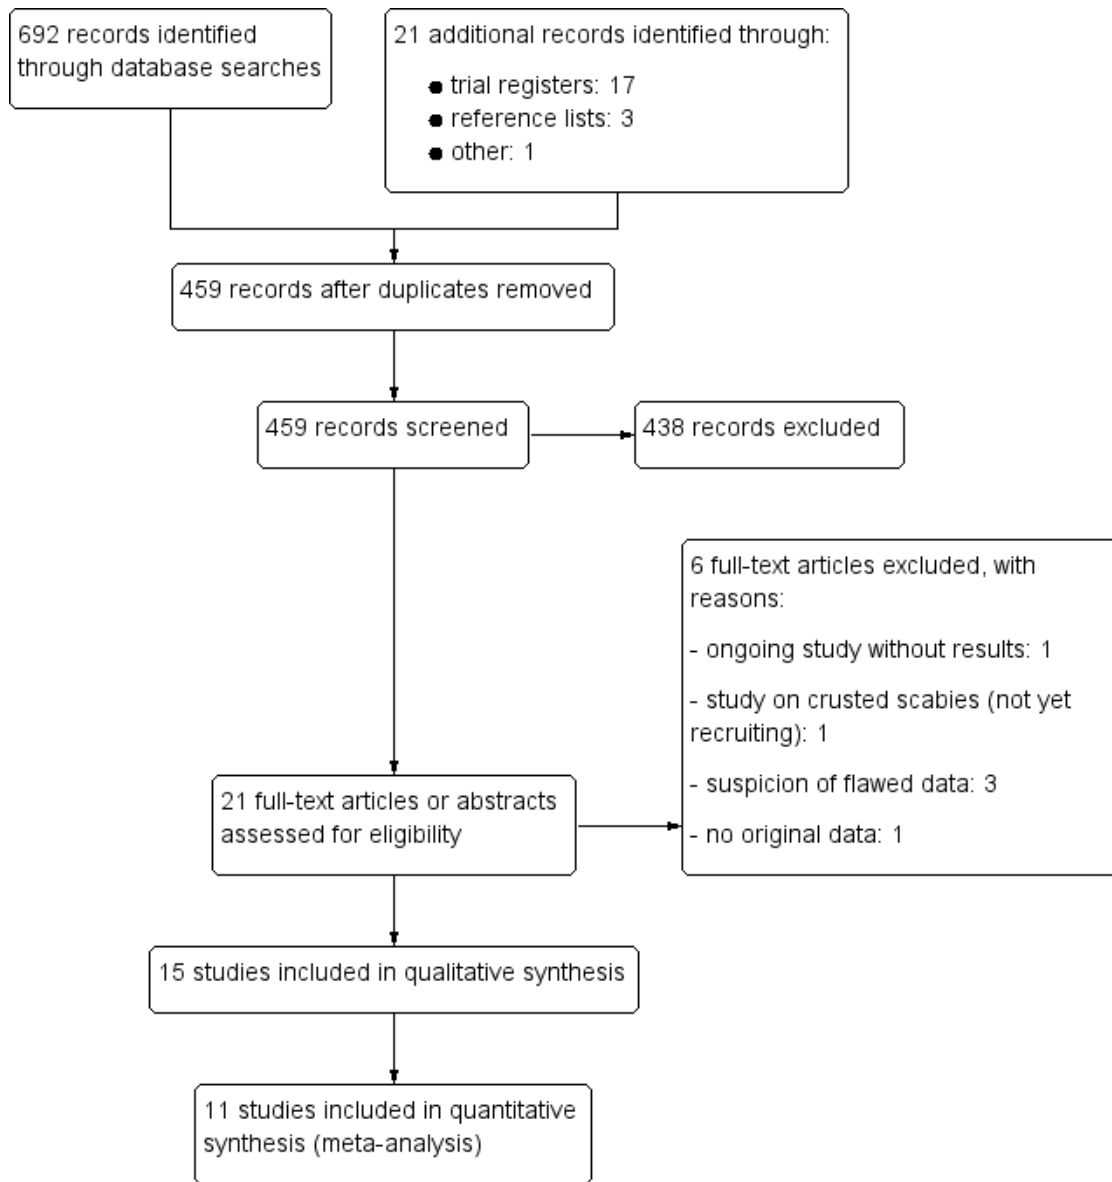 692 records identified
through database searches
21 additional records identified through:
● trial registers: 17
● reference lists: 3
● other: 1
459 records after duplicates removed
459 records screened
438 records excluded
6 full-text articles excluded, with
reasons:
- ongoing study without results: 1
- study on crusted scabies (not yet
recruiting): 1
- suspicion of flawed data: 3
- no original data: 1
21 full-text articles or abstracts
assessed for eligibility
15 studies included in qualitative synthesis
11 studies included in quantitative
synthesis (meta-analysis)